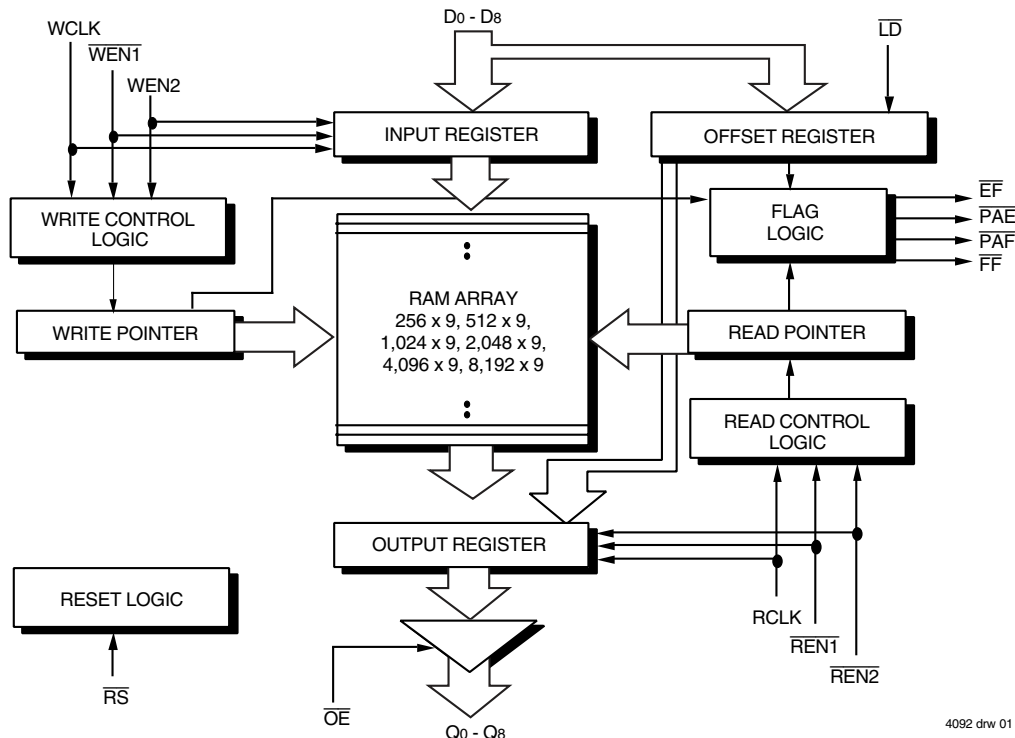 WCLK
WEN1
WEN2
D0 - D8
LD
INPUT REGISTER
OFFSET REGISTER
WRITE CONTROL
LOGIC
FLAG
LOGIC
EF
PAE
PAF
FF
WRITE POINTER
RAM ARRAY
256 x 9, 512 x 9,
1,024 x 9, 2,048 x 9,
4,096 x 9, 8,192 x 9
READ POINTER
READ CONTROL
LOGIC
OUTPUT REGISTER
RESET LOGIC
RS
OE
Q0 - Q8
RCLK
REN1
REN2
4092 drw 01